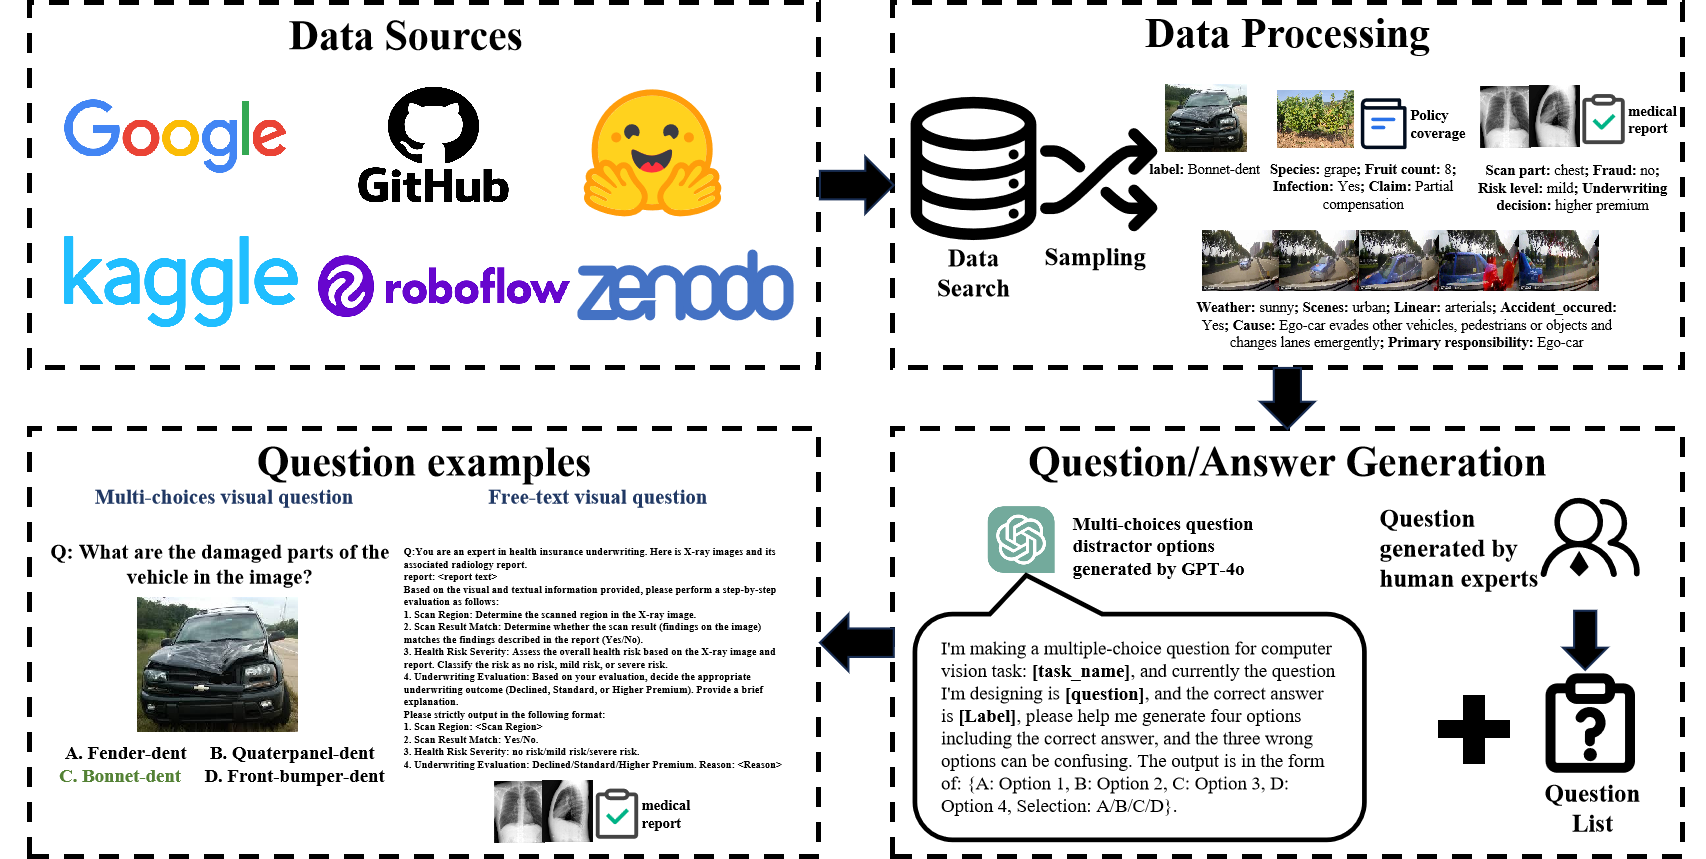 Data Sources
Google
GitHub
kaggle
roboflow
zenodo
Data Processing
Data
Search
Sampling
label: Bonnet-dent
Policy
coverage
Species: grape; Fruit count: 8;
Infection: Yes; Claim: Partial
compensation
medical
report
Scan part: chest; Fraud: no;
Risk level: mild; Underwriting
decision: higher premium
Weather: sunny; Scenes: urban; Linear: arterials; Accident_occured:
Yes; Cause: Ego-car evades other vehicles, pedestrians or objects and
changes lanes emergently; Primary responsibility: Ego-car
Question examples
Multi-choices visual question
Q: What are the damaged parts of the
vehicle in the image?
A. Fender-dent B. Quaterpanel-dent
C. Bonnet-dent D. Front-bumper-dent
Free-text visual question
Q:You are an expert in health insurance underwriting. Here is X-ray images and its
associated radiology report.
report: <report text>
Based on the visual and textual information provided, please perform a step-by-step
evaluation as follows:
1. Scan Region: Determine the scanned region in the X-ray image.
2. Scan Result Match: Determine whether the scan result (findings on the image)
matches the findings described in the report (Yes/No).
3. Health Risk Severity: Assess the overall health risk based on the X-ray image and
report. Classify the risk as no risk, mild risk, or severe risk.
4. Underwriting Evaluation: Based on your evaluation, decide the appropriate
underwriting outcome (Declined, Standard, or Higher Premium). Provide a brief
explanation.
Please strictly output in the following format:
1. Scan Region: <Scan Region>
2. Scan Result Match: Yes/No.
3. Health Risk Severity: no risk/mild risk/severe risk.
4. Underwriting Evaluation: Declined/Standard/Higher Premium. Reason: <Reason>
medical
report
Question/Answer Generation
Multi-choices question
distractor options
generated by GPT-4o
I'm making a multiple-choice question for computer
vision task: [task_name], and currently the question
I'm designing is [question], and the correct answer
is [Label], please help me generate four options
including the correct answer, and the three wrong
options can be confusing. The output is in the form
of: {A: Option 1, B: Option 2, C: Option 3, D:
Option 4, Selection: A/B/C/D}.
Question
generated by
human experts
Question
List